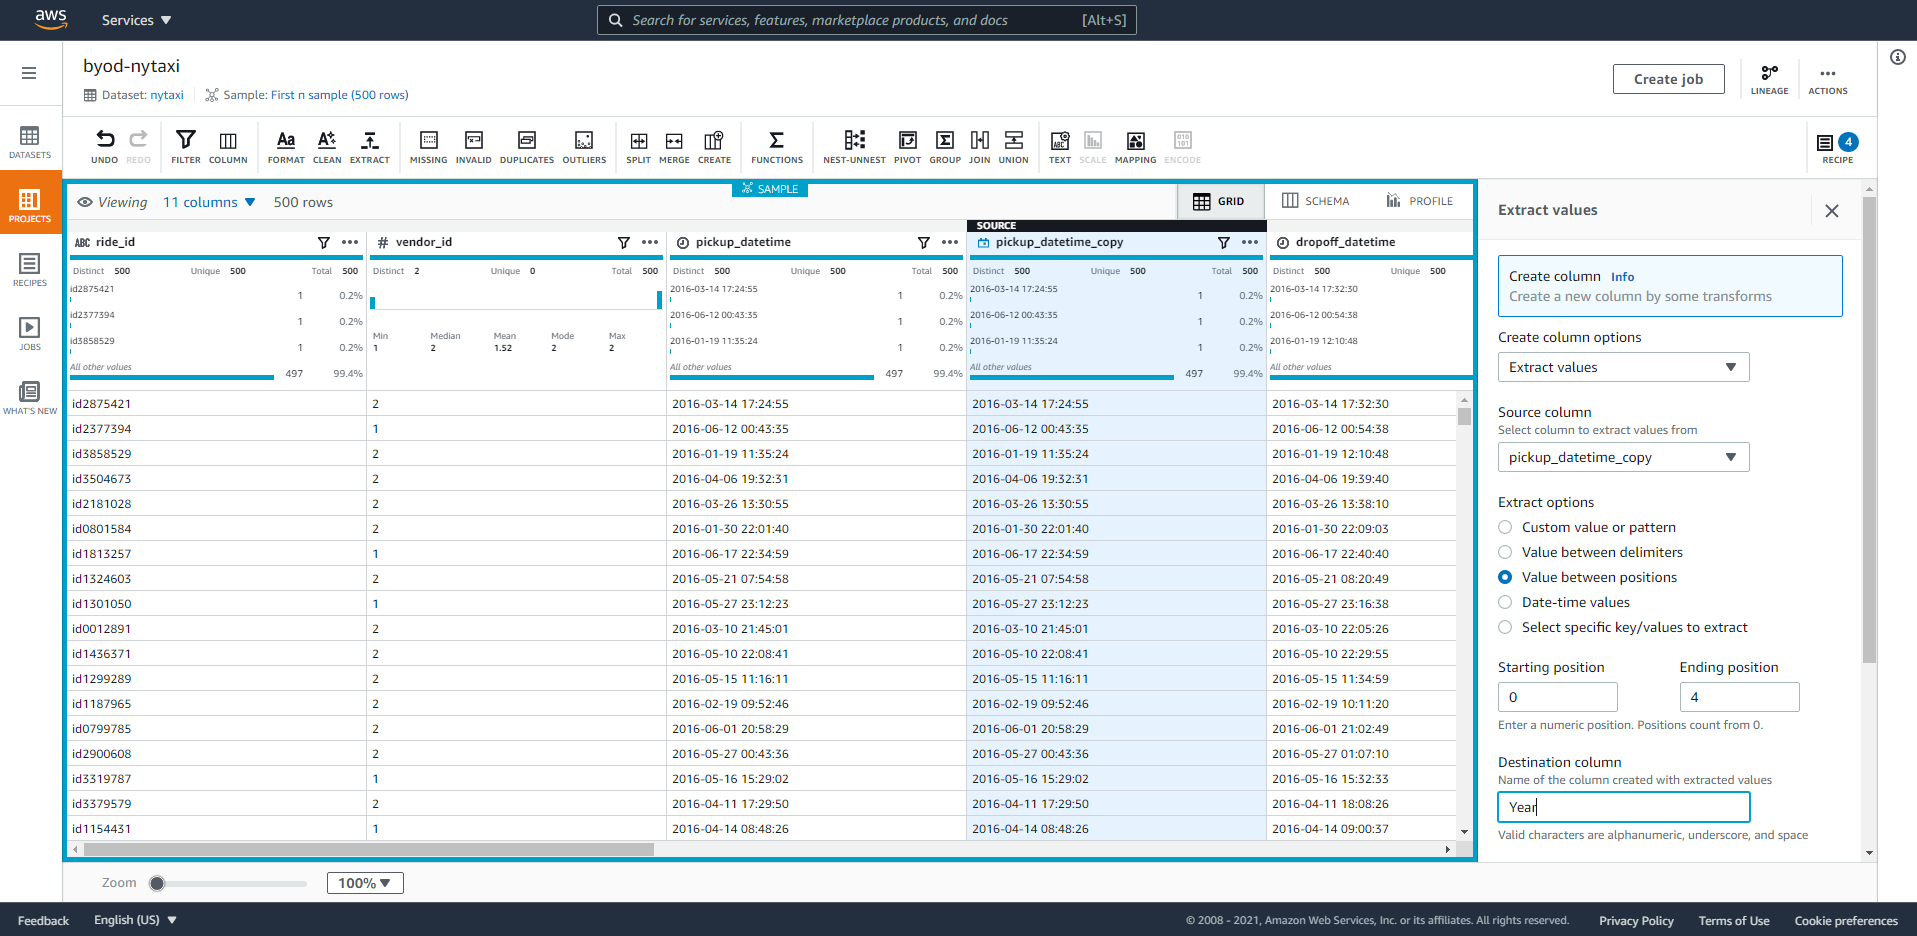 aws
Services
Search for services, features, marketplace products, and docs [Alt+S]
byod-nytaxi
Dataset: nytaxi
Sample: First n sample (500 rows)
Create job
LINEAGE
ACTIONS
DATASETS
PROJECTS
RECIPES
JOBS
WHAT'S NEW
UNDO REDO FILTER COLUMN FORMAT CLEAN EXTRACT MISSING INVALID DUPLICATES OUTLIERS SPLIT MERGE CREATE FUNCTIONS NEST-UNNEST PIVOT GROUP JOIN UNION TEXT SCALE MAPPING ENCODE
4
RECIPE
SAMPLE
Viewing 11 columns 500 rows
GRID SCHEMA PROFILE
SOURCE
ABC ride_id # vendor_id pickup_datetime pickup_datetime_copy dropoff_datetime
Distinct 500 Unique 500 Total 500 Distinct 2 Unique 0 Total 500 Distinct 500 Unique 500 Total 500 Distinct 500 Unique 500 Total 500 Distinct 500 Unique 500
id2875421 1 0.2% 2016-03-14 17:24:55 1 0.2% 2016-03-14 17:24:55 1 0.2% 2016-03-14 17:32:30
id2377394 1 0.2% 2016-06-12 00:43:35 1 0.2% 2016-06-12 00:43:35 1 0.2% 2016-06-12 00:54:38
Min Median Mean Mode Max
id3858529 1 0.2% 1 2 1.52 2 2 2016-01-19 11:35:24 1 0.2% 2016-01-19 11:35:24 1 0.2% 2016-01-19 12:10:48
All other values 497 99.4% All other values 497 99.4% All other values 497 99.4% All other values
id2875421 2 2016-03-14 17:24:55 2016-03-14 17:24:55 2016-03-14 17:32:30
id2377394 1 2016-06-12 00:43:35 2016-06-12 00:43:35 2016-06-12 00:54:38
id3858529 2 2016-01-19 11:35:24 2016-01-19 11:35:24 2016-01-19 12:10:48
id3504673 2 2016-04-06 19:32:31 2016-04-06 19:32:31 2016-04-06 19:39:40
id2181028 2 2016-03-26 13:30:55 2016-03-26 13:30:55 2016-03-26 13:38:10
id0801584 2 2016-01-30 22:01:40 2016-01-30 22:01:40 2016-01-30 22:09:03
id1813257 1 2016-06-17 22:34:59 2016-06-17 22:34:59 2016-06-17 22:40:40
id1324603 2 2016-05-21 07:54:58 2016-05-21 07:54:58 2016-05-21 08:20:49
id1301050 1 2016-05-27 23:12:23 2016-05-27 23:12:23 2016-05-27 23:16:38
id0012891 2 2016-03-10 21:45:01 2016-03-10 21:45:01 2016-03-10 22:05:26
id1436371 2 2016-05-10 22:08:41 2016-05-10 22:08:41 2016-05-10 22:29:55
id1299289 2 2016-05-15 11:16:11 2016-05-15 11:16:11 2016-05-15 11:34:59
id1187965 2 2016-02-19 09:52:46 2016-02-19 09:52:46 2016-02-19 10:11:20
id0799785 2 2016-06-01 20:58:29 2016-06-01 20:58:29 2016-06-01 21:02:49
id2900608 2 2016-05-27 00:43:36 2016-05-27 00:43:36 2016-05-27 01:07:10
id3319787 1 2016-05-16 15:29:02 2016-05-16 15:29:02 2016-05-16 15:32:33
id3379579 2 2016-04-11 17:29:50 2016-04-11 17:29:50 2016-04-11 18:08:26
id1154431 1 2016-04-14 08:48:26 2016-04-14 08:48:26 2016-04-14 09:00:37
Extract values
Create column Info
Create a new column by some transforms
Create column options
Extract values
Source column
Select column to extract values from
pickup_datetime_copy
Extract options
Custom value or pattern
Value between delimiters
Value between positions
Date-time values
Select specific key/values to extract
Starting position Ending position
0 4
Enter a numeric position. Positions count from 0.
Destination column
Name of the column created with extracted values
Year
Valid characters are alphanumeric, underscore, and space
Zoom 100%
Feedback English (US) © 2008 - 2021, Amazon Web Services, Inc. or its affiliates. All rights reserved. Privacy Policy Terms of Use Cookie preferences